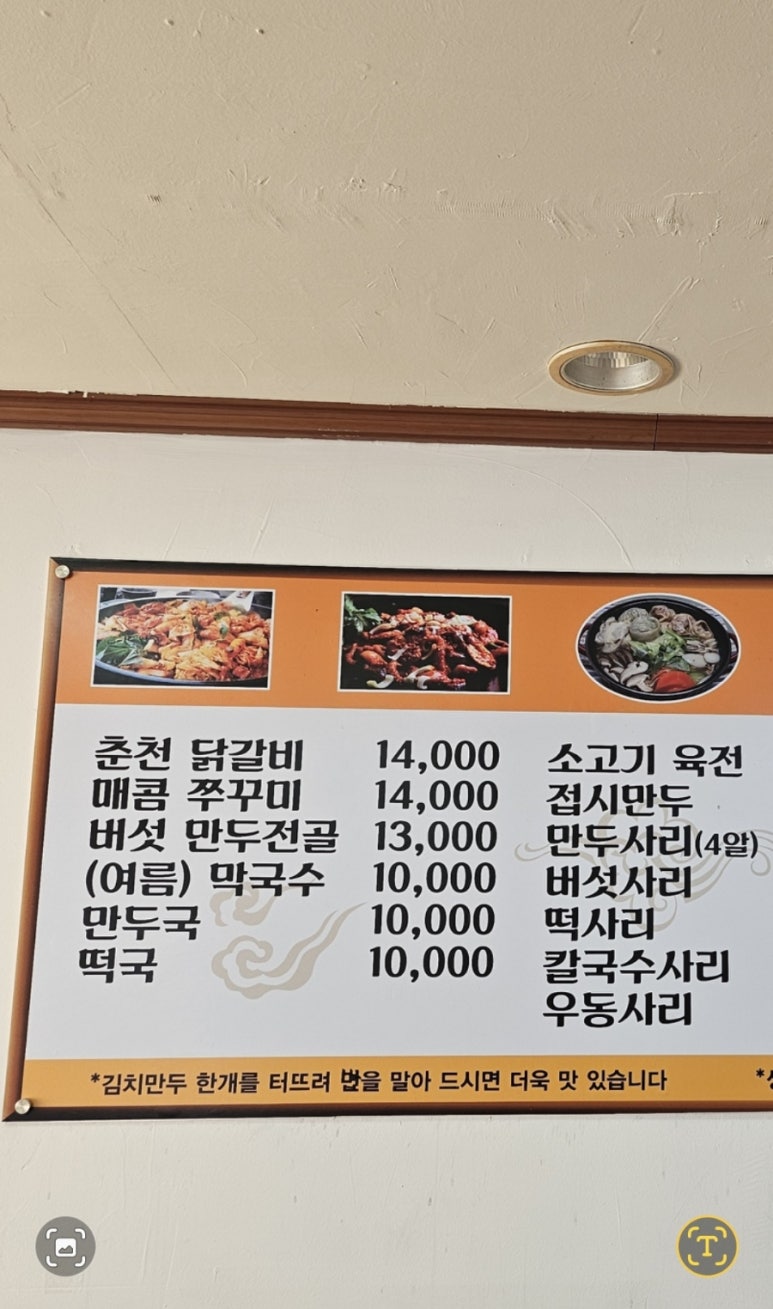 춘천 닭갈비 14,000
매콤 쭈꾸미 14,000
버섯 만두전골 13,000
(여름) 막국수 10,000
만두국 10,000
떡국 10,000
소고기 육전
접시만두
만두사리(4알)
버섯사리
떡사리
칼국수사리
우동사리
*김치만두 한개를 터뜨려 밥을 말아 드시면 더욱 맛 있습니다